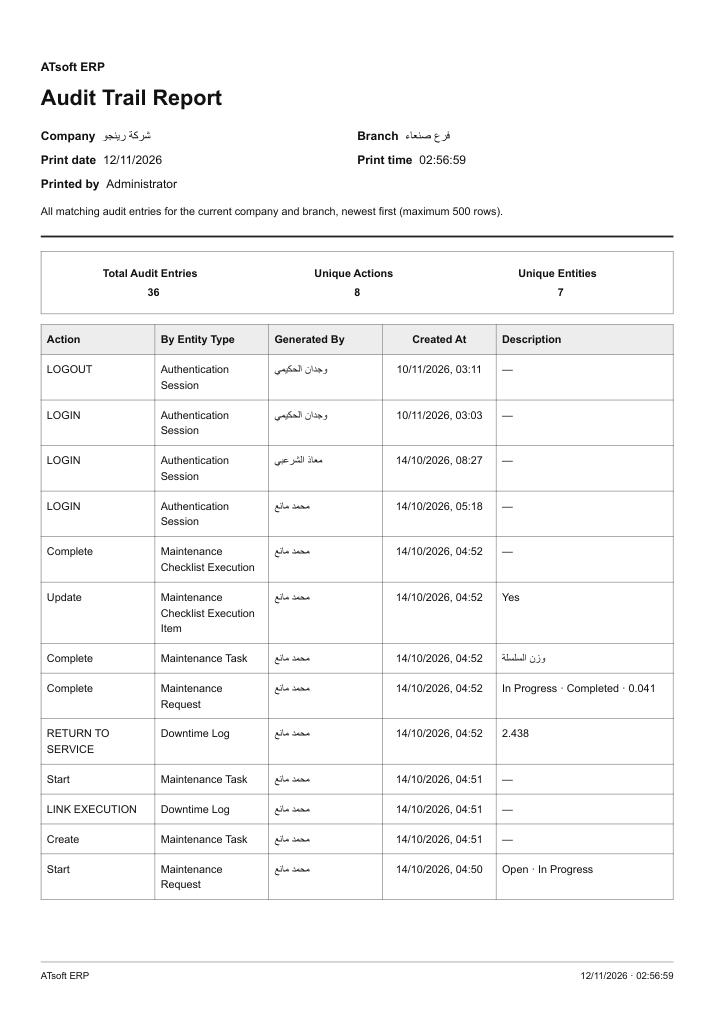 ATsoft ERP
Audit Trail Report
Company شركة رينجو Branch فرع صنعاء
Print date 12/11/2026 Print time 02:56:59
Printed by Administrator
All matching audit entries for the current company and branch, newest first (maximum 500 rows).
Total Audit Entries Unique Actions Unique Entities
36 8 7
Action By Entity Type Generated By Created At Description
LOGOUT Authentication وجدان الحكيمي 10/11/2026, 03:11 —
Session
LOGIN Authentication وجدان الحكيمي 10/11/2026, 03:03 —
Session
LOGIN Authentication معاذ الشرعبي 14/10/2026, 08:27 —
Session
LOGIN Authentication محمد مانع 14/10/2026, 05:18 —
Session
Complete Maintenance محمد مانع 14/10/2026, 04:52 —
Checklist Execution
Update Maintenance محمد مانع 14/10/2026, 04:52 Yes
Checklist Execution
Item
Complete Maintenance Task محمد مانع 14/10/2026, 04:52 وزن السلسلة
Complete Maintenance محمد مانع 14/10/2026, 04:52 In Progress · Completed · 0.041
Request
RETURN TO Downtime Log محمد مانع 14/10/2026, 04:52 2.438
SERVICE
Start Maintenance Task محمد مانع 14/10/2026, 04:51 —
LINK EXECUTION Downtime Log محمد مانع 14/10/2026, 04:51 —
Create Maintenance Task محمد مانع 14/10/2026, 04:51 —
Start Maintenance محمد مانع 14/10/2026, 04:50 Open · In Progress
Request
ATsoft ERP 12/11/2026 · 02:56:59